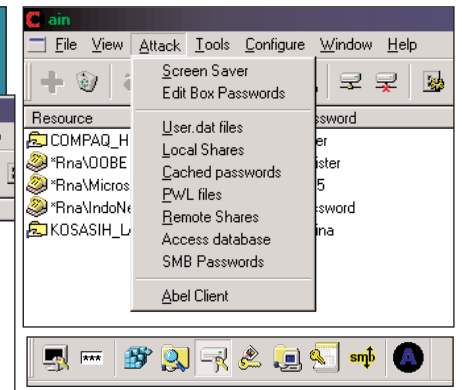 C ain
File View Attack Tools Configure Window Help
Screen Saver
Edit Box Passwords
User.dat files
Local Shares
Cached passwords
PWL files
Remote Shares
Access database
SMB Passwords
Abel Client
Resource
COMPAQ_H
*Rna\OOBE
*Rna\Micros
*Rna\IndoNe
KOSASIH_LA
ssword
er
ister
5
sword
ina
*** smb A